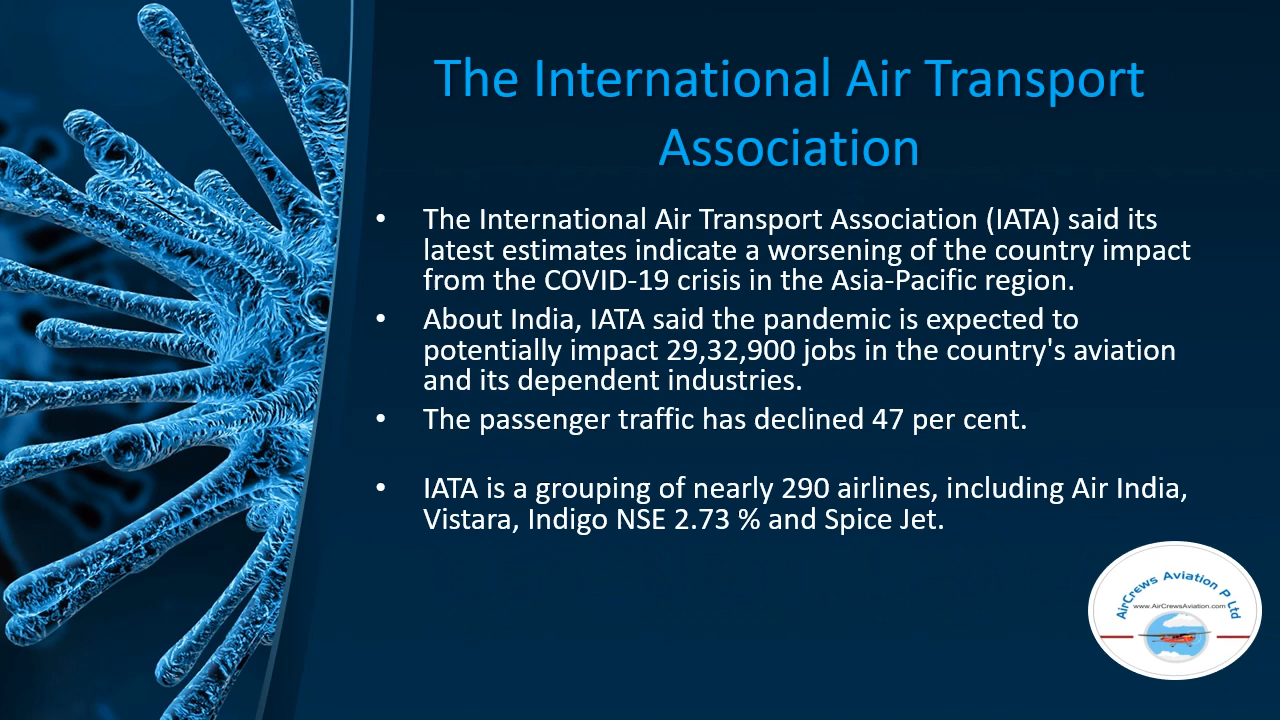 The International Air Transport
Association
• The International Air Transport Association (IATA) said its
latest estimates indicate a worsening of the country impact
from the COVID-19 crisis in the Asia-Pacific region.
• About India, IATA said the pandemic is expected to
potentially impact 29,32,900 jobs in the country's aviation
and its dependent industries.
• The passenger traffic has declined 47 per cent.
• IATA is a grouping of nearly 290 airlines, including Air India,
Vistara, Indigo NSE 2.73 % and Spice Jet.
AirCrews Aviation P Ltd
www.AirCrewsAviation.com